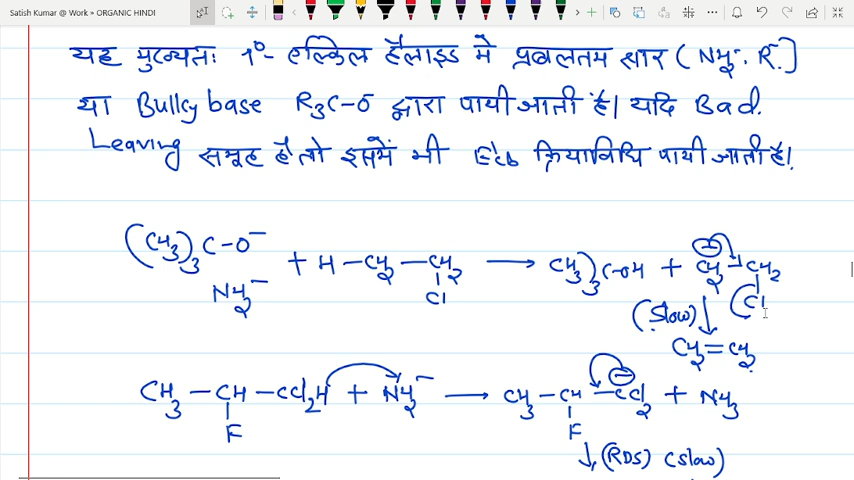 Satish Kumar @ Work » ORGANIC HINDI
यह मुख्यतः 1°- एल्किल हैलाइड में प्रबलतम क्षार ( NH₂⁻, R⁻]
या Bulky base R₃C-O⁻ द्वारा पायी जाती है। यदि Bad.
Leaving समूह है तो इसमें भी E1cb क्रियाविधि पायी जाती है।
(CH₃)₃C-O⁻ + H-CH₂-CH₂ → CH₃)₃C-OH + CH₂-CH₂
NH₂⁻ Cl (Slow) Cl
CH₂=CH₂
CH₃-CH-CCl₂H + NH₂⁻ → CH₃-CH-CCl₂ + NH₃
F F
↓ (RDS) (slow)